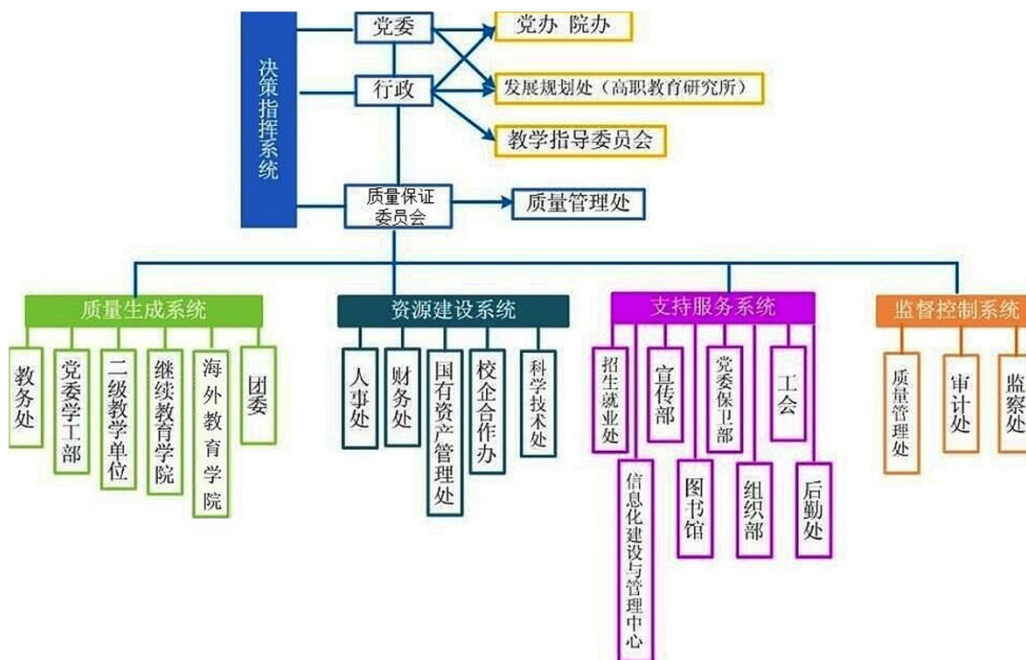 决策指挥系统
党委
党办 院办
行政
发展规划处（高职教育研究所）
教学指导委员会
质量保证
委员会
质量管理处
质量生成系统
资源建设系统
支持服务系统
监督控制系统
教务处
党委学工部
二级教学单位
继续教育学院
海外教育学院
团委
人事处
财务处
国有资产管理处
校企合作办
科学技术处
招生就业处
宣传部
党委保卫部
工会
质量管理处
审计处
监察处
信息化建设与管理中心
图书馆
组织部
后勤处